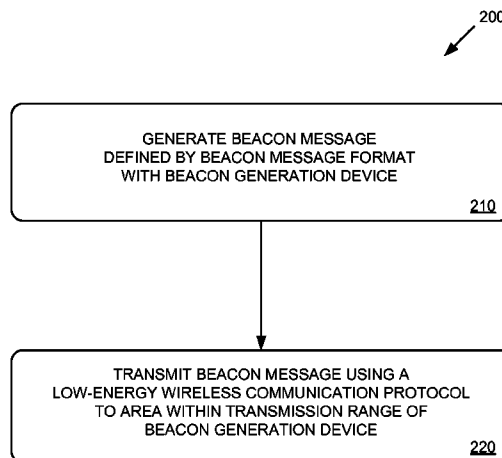 200
GENERATE BEACON MESSAGE
DEFINED BY BEACON MESSAGE FORMAT
WITH BEACON GENERATION DEVICE
210
TRANSMIT BEACON MESSAGE USING A
LOW-ENERGY WIRELESS COMMUNICATION PROTOCOL
TO AREA WITHIN TRANSMISSION RANGE OF
BEACON GENERATION DEVICE
220